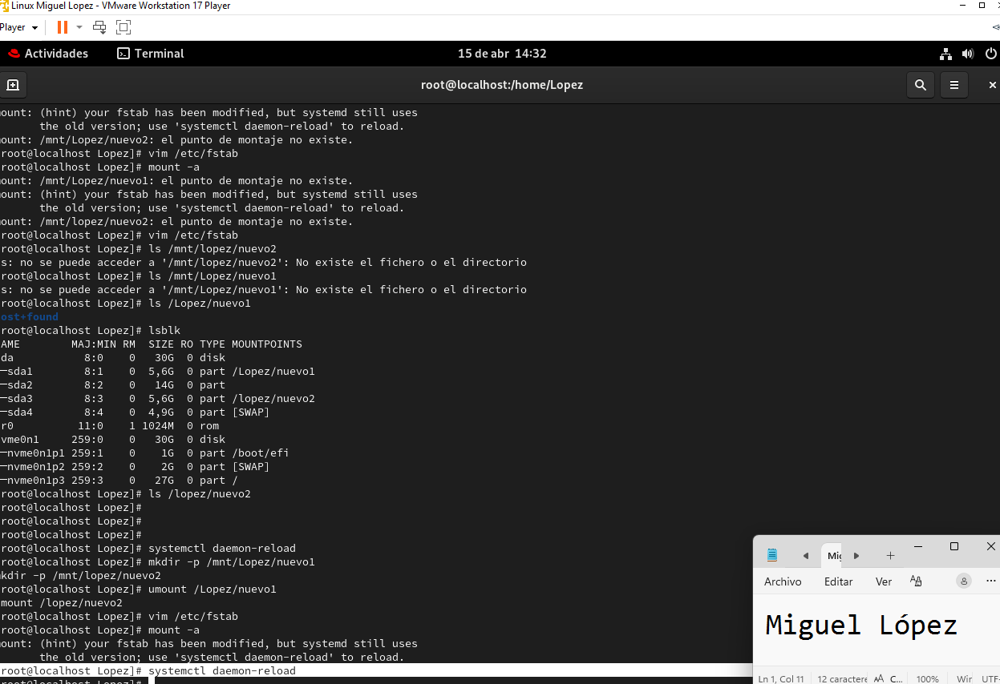 Linux Miguel Lopez - VMware Workstation 17 Player
Player
Actividades Terminal 15 de abr 14:32
root@localhost:/home/Lopez
ount: (hint) your fstab has been modified, but systemd still uses
the old version; use 'systemctl daemon-reload' to reload.
ount: /mnt/Lopez/nuevo2: el punto de montaje no existe.
root@localhost Lopez]# vim /etc/fstab
root@localhost Lopez]# mount -a
ount: /mnt/Lopez/nuevo1: el punto de montaje no existe.
ount: (hint) your fstab has been modified, but systemd still uses
the old version; use 'systemctl daemon-reload' to reload.
ount: /mnt/lopez/nuevo2: el punto de montaje no existe.
root@localhost Lopez]# vim /etc/fstab
root@localhost Lopez]# ls /mnt/lopez/nuevo2
s: no se puede acceder a '/mnt/lopez/nuevo2': No existe el fichero o el directorio
root@localhost Lopez]# ls /mnt/Lopez/nuevo1
s: no se puede acceder a '/mnt/Lopez/nuevo1': No existe el fichero o el directorio
root@localhost Lopez]# ls /Lopez/nuevo1
ost+found
root@localhost Lopez]# lsblk
AME MAJ:MIN RM SIZE RO TYPE MOUNTPOINTS
da 8:0 0 30G 0 disk
─sda1 8:1 0 5,6G 0 part /Lopez/nuevo1
─sda2 8:2 0 14G 0 part
─sda3 8:3 0 5,6G 0 part /lopez/nuevo2
─sda4 8:4 0 4,9G 0 part [SWAP]
r0 11:0 1 1024M 0 rom
vme0n1 259:0 0 30G 0 disk
─nvme0n1p1 259:1 0 1G 0 part /boot/efi
─nvme0n1p2 259:2 0 2G 0 part [SWAP]
─nvme0n1p3 259:3 0 27G 0 part /
root@localhost Lopez]# ls /lopez/nuevo2
root@localhost Lopez]#
root@localhost Lopez]#
root@localhost Lopez]#
root@localhost Lopez]# systemctl daemon-reload
root@localhost Lopez]# mkdir -p /mnt/Lopez/nuevo1
kdir -p /mnt/lopez/nuevo2
root@localhost Lopez]# umount /Lopez/nuevo1
mount /lopez/nuevo2
root@localhost Lopez]# vim /etc/fstab
root@localhost Lopez]# mount -a
ount: (hint) your fstab has been modified, but systemd still uses
the old version; use 'systemctl daemon-reload' to reload.
root@localhost Lopez]# systemctl daemon-reload
root@localhost Lopez]#
Mig
Archivo Editar Ver
Miguel López
Ln 1, Col 11 12 caractere C... 100% Wir UTF-